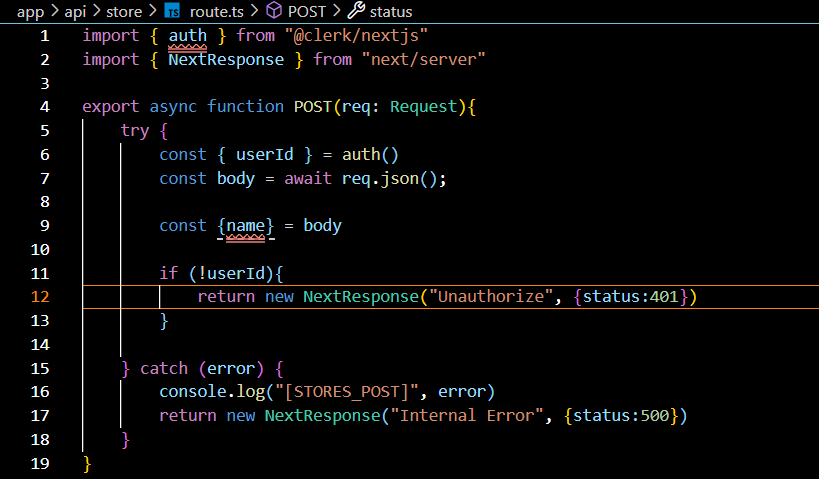 app > api > store > TS route.ts > POST > status
1 import { auth } from "@clerk/nextjs"
2 import { NextResponse } from "next/server"
3
4 export async function POST(req: Request){
5 try {
6 const { userId } = auth()
7 const body = await req.json();
8
9 const {name} = body
10
11 if (!userId){
12 return new NextResponse("Unauthorize", {status:401})
13 }
14
15 } catch (error) {
16 console.log("[STORES_POST]", error)
17 return new NextResponse("Internal Error", {status:500})
18 }
19 }